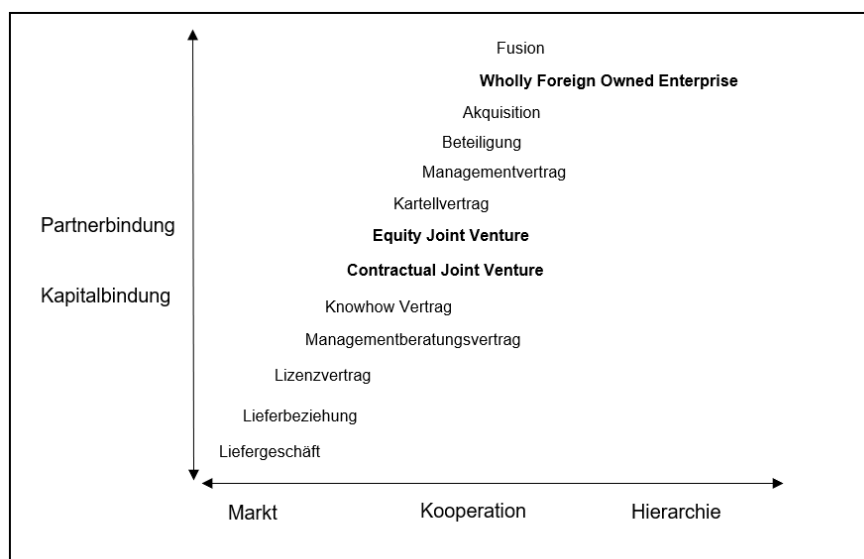 Fusion
Wholly Foreign Owned Enterprise
Akquisition
Beteiligung
Managementvertrag
Kartellvertrag
Partnerbindung
Equity Joint Venture
Contractual Joint Venture
Kapitalbindung
Knowhow Vertrag
Managementberatungsvertrag
Lizenzvertrag
Lieferbeziehung
Liefergeschäft
Markt Kooperation Hierarchie